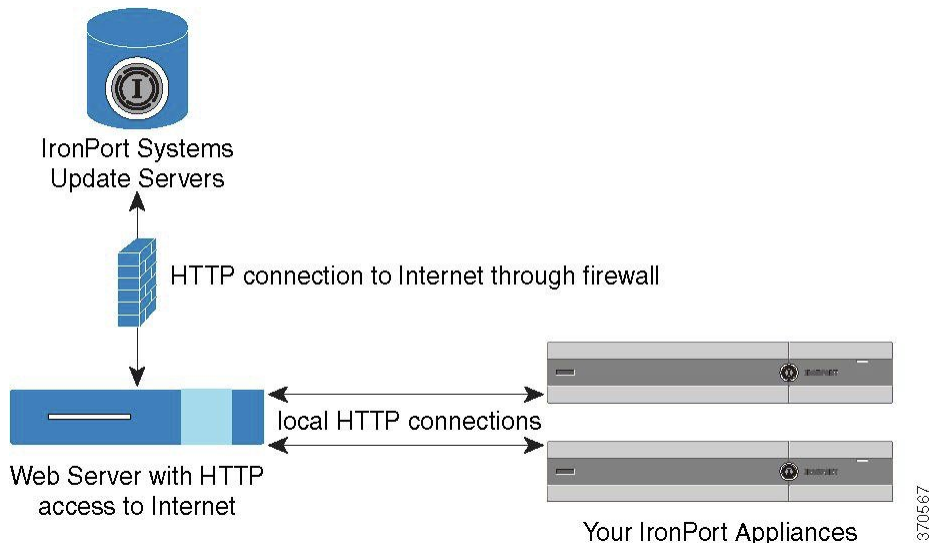 IronPort Systems
Update Servers
HTTP connection to Internet through firewall
local HTTP connections
Web Server with HTTP
access to Internet
Your IronPort Appliances
370567